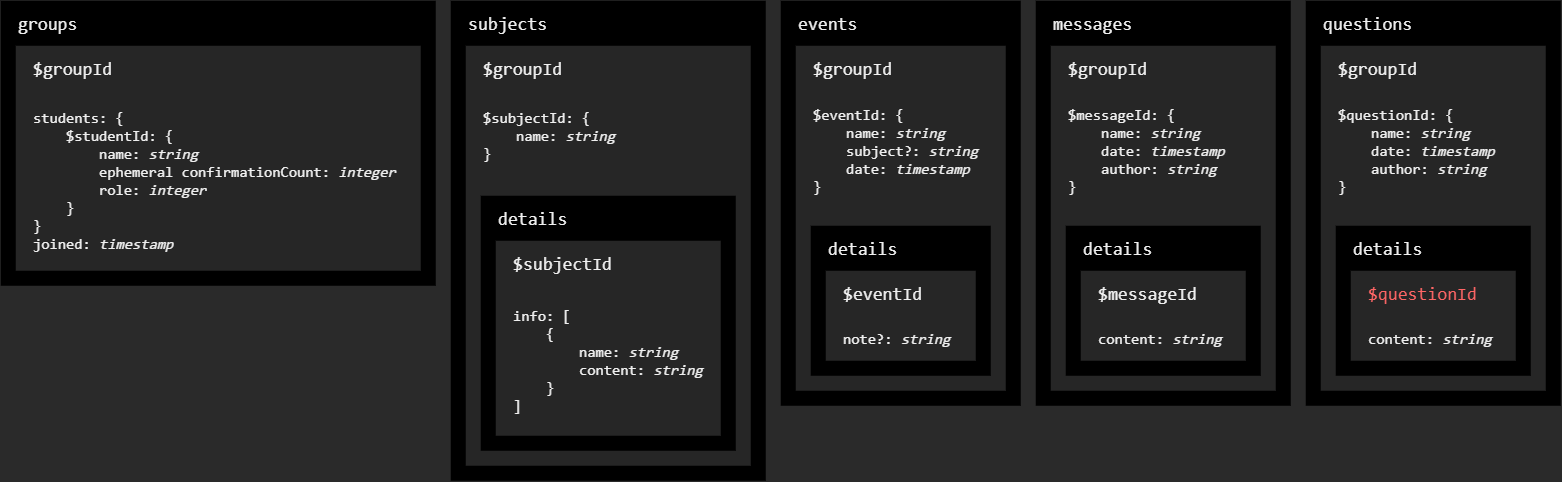 groups
$groupId
students: {
    $studentId: {
        name: string
        ephemeral confirmationCount: integer
        role: integer
    }
}
joined: timestamp
subjects
$groupId
$subjectId: {
    name: string
}
details
$subjectId
info: [
    {
        name: string
        content: string
    }
]
events
$groupId
$eventId: {
    name: string
    subject?: string
    date: timestamp
}
details
$eventId
note?: string
messages
$groupId
$messageId: {
    name: string
    date: timestamp
    author: string
}
details
$messageId
content: string
questions
$groupId
$questionId: {
    name: string
    date: timestamp
    author: string
}
details
$questionId
content: string